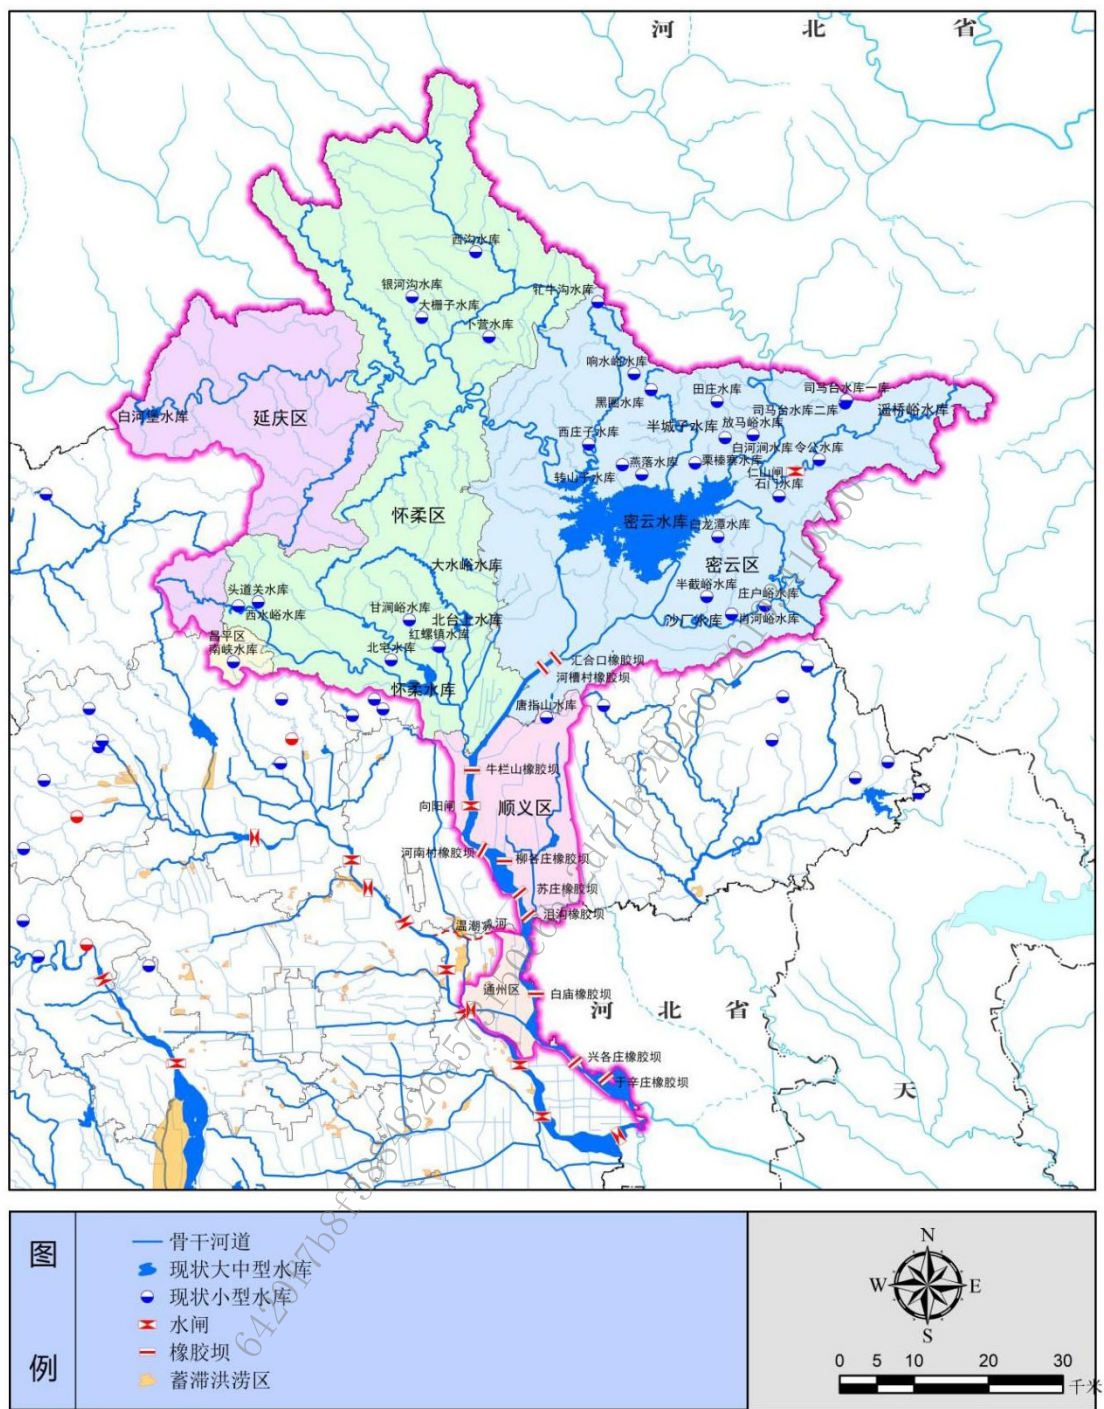 河 北 省
西沟水库
银河沟水库
牤牛沟水库
大栅子水库
卜营水库
响水峪水库
田庄水库
司马台水库一库
黑圈水库
司马台水库二库
遥桥峪水库
白河堡水库
延庆区
半城子水库
放马峪水库
西庄子水库
白河涧水库
令公水库
燕落水库
栗榛寨水库
仁山闸
转山子水库
石门水库
怀柔区
密云水库
白龙潭水库
大水峪水库
密云区
半截峪水库
庄户峪水库
头道关水库
西水峪水库
甘涧峪水库
北台上水库
沙厂水库
肖河峪水库
红螺镇水库
昌平区
南峡水库
北宅水库
汇合口橡胶坝
河槽村橡胶坝
怀柔水库
唐指山水库
牛栏山橡胶坝
向阳闸
顺义区
河南村橡胶坝
柳各庄橡胶坝
苏庄橡胶坝
沮沟橡胶坝
温潮减河
通州区
白庙橡胶坝
河 北 省
兴各庄橡胶坝
于辛庄橡胶坝
天
图
例
骨干河道
现状大中型水库
现状小型水库
水闸
橡胶坝
蓄滞洪涝区
N
W
E
S
0 5 10 20 30
千米